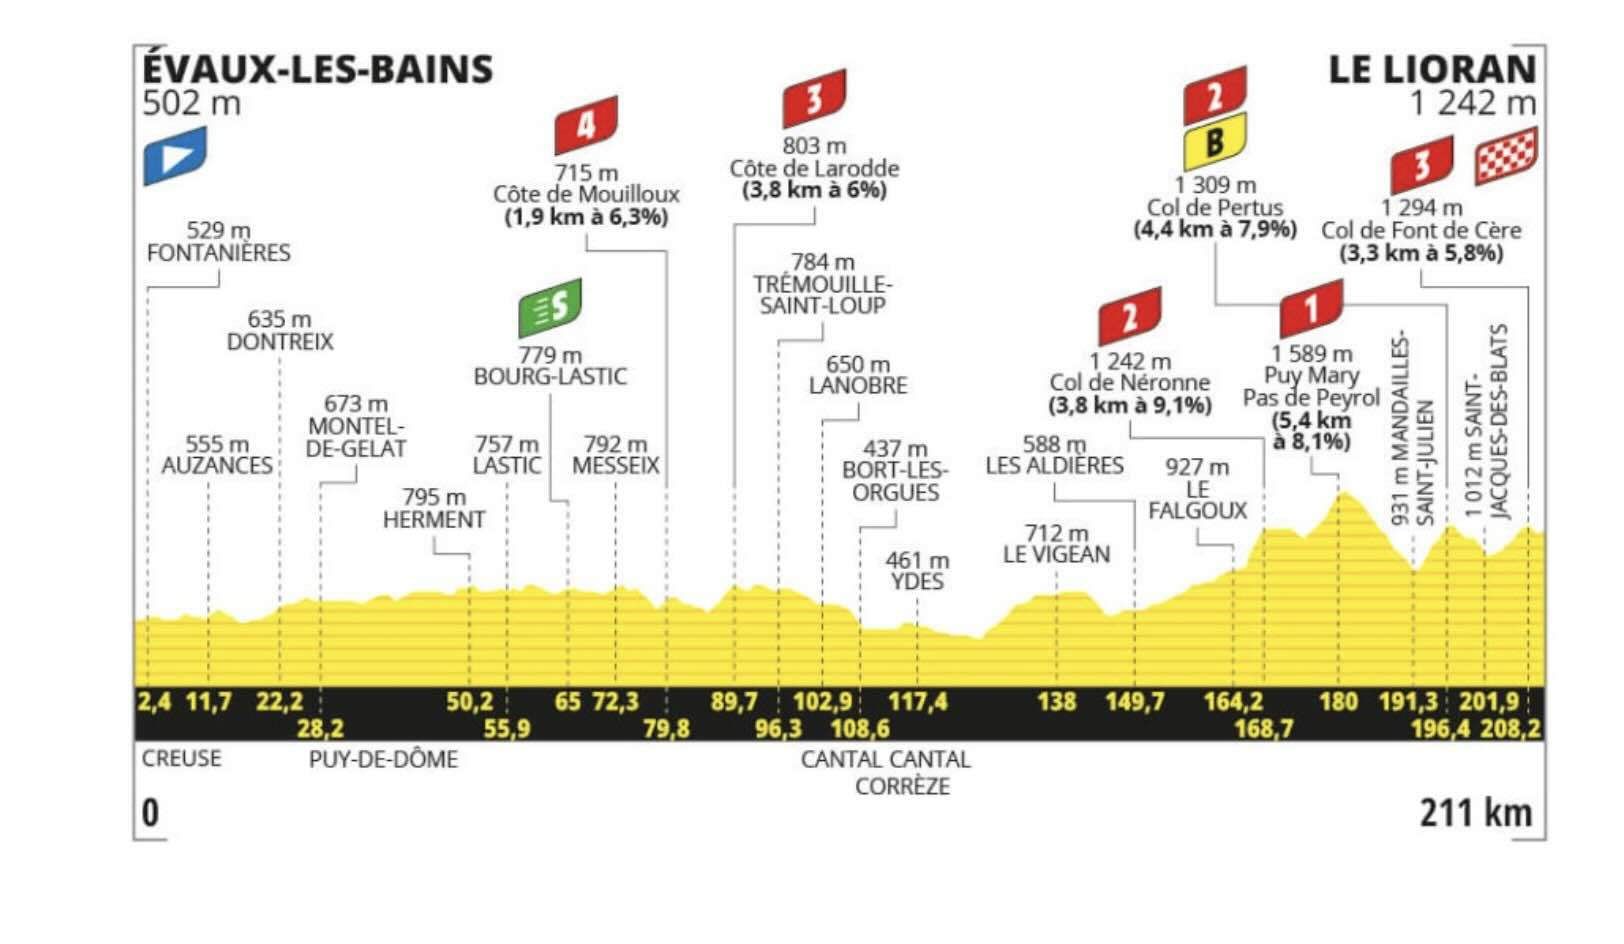 ÉVAUX-LES-BAINS
502 m
LE LIORAN
1 242 m
529 m
FONTANIÈRES
555 m
AUZANCES
635 m
DONTREIX
673 m
MONTEL-
DE-GELAT
795 m
HERMENT
757 m
LASTIC
S
779 m
BOURG-LASTIC
792 m
MESSEIX
4
715 m
Côte de Mouilloux
(1,9 km à 6,3%)
3
803 m
Côte de Larodde
(3,8 km à 6%)
784 m
TRÉMOUILLE-
SAINT-LOUP
650 m
LANOBRE
437 m
BORT-LES-
ORGUES
461 m
YDES
712 m
LE VIGEAN
588 m
LES ALDIÈRES
927 m
LE
FALGOUX
2
1 242 m
Col de Néronne
(3,8 km à 9,1%)
1
1 589 m
Puy Mary
Pas de Peyrol
(5,4 km
à 8,1%)
931 m MANDAILLES-
SAINT-JULIEN
2
B
1 309 m
Col de Pertus
(4,4 km à 7,9%)
1 012 m SAINT-
JACQUES-DES-BLATS
3
1 294 m
Col de Font de Cère
(3,3 km à 5,8%)
2,4 11,7 22,2 50,2 65 72,3 89,7 102,9 117,4 138 149,7 164,2 180 191,3 201,9
28,2 55,9 79,8 96,3 108,6 168,7 196,4 208,2
CREUSE PUY-DE-DÔME CANTAL CANTAL
CORRÈZE
0 211 km